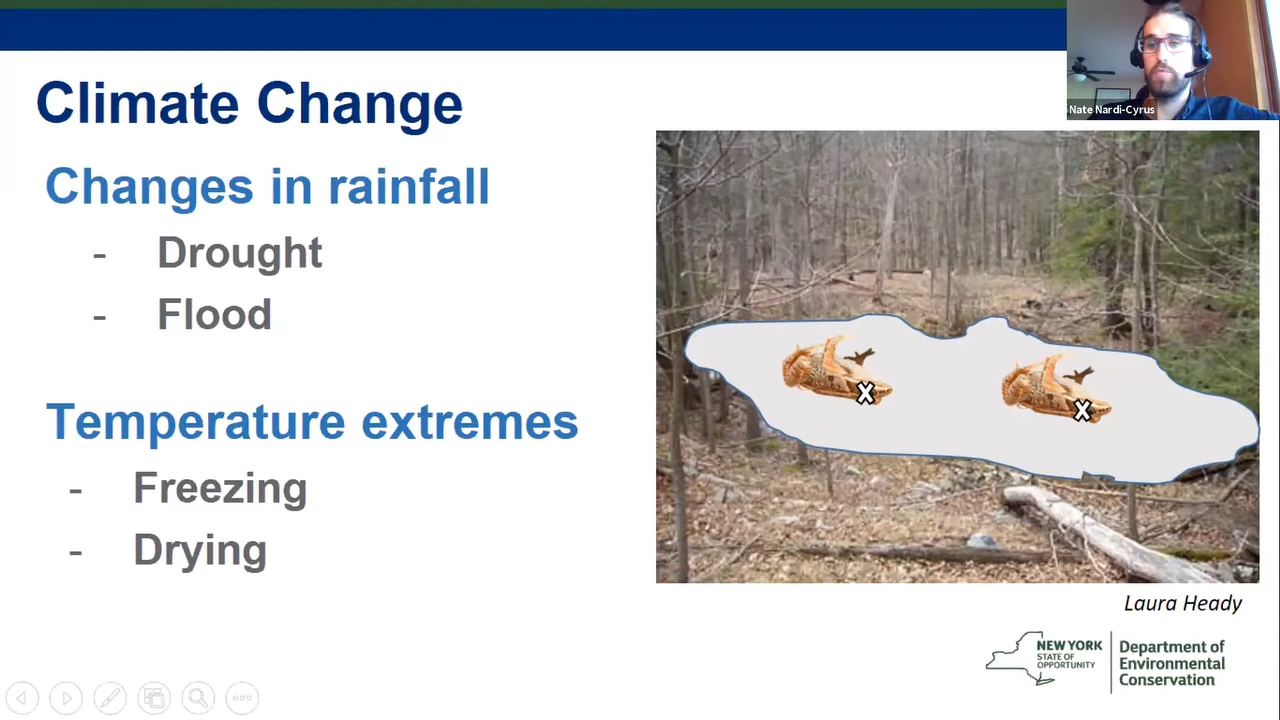 Climate Change
Nate Nardi-Cyrus
Changes in rainfall
- Drought
- Flood
Temperature extremes
- Freezing
- Drying
X
X
Laura Heady
NEW YORK
STATE OF
OPPORTUNITY
Department of
Environmental
Conservation